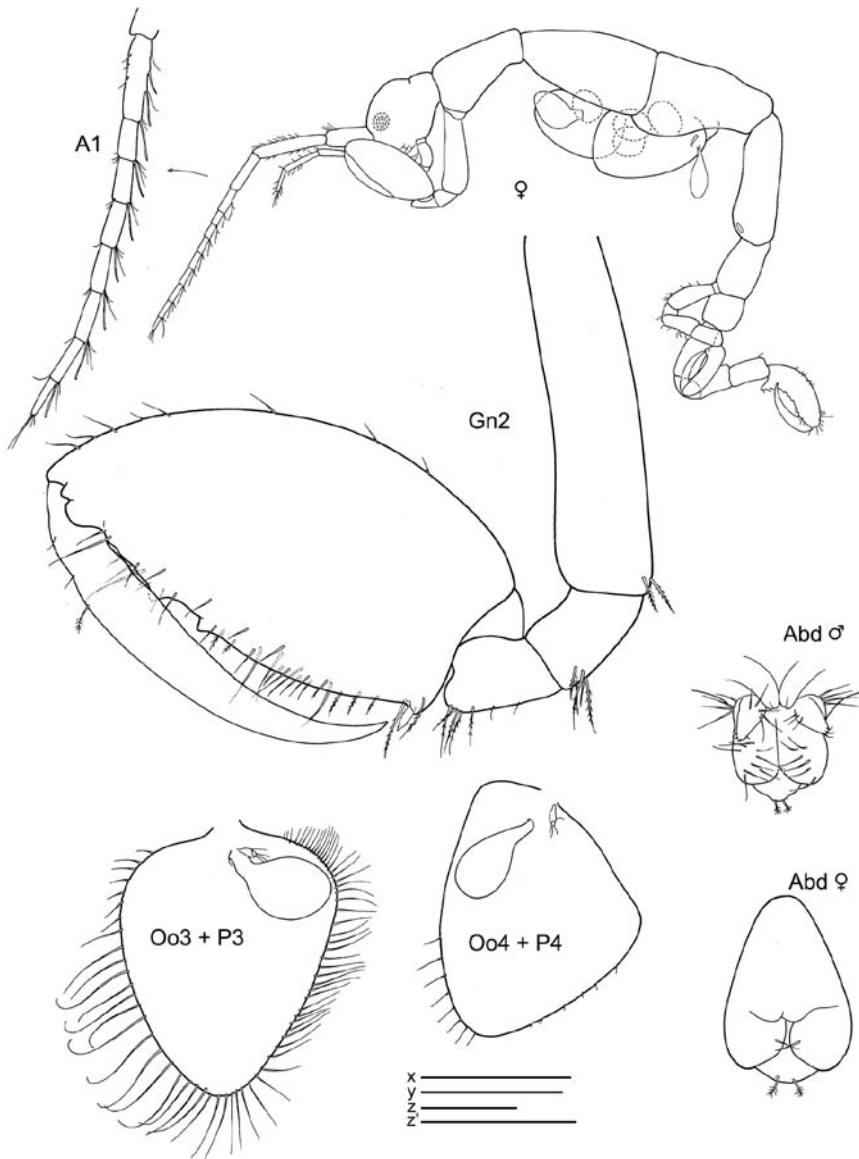 A1
♀
Gn2
Abd ♂
Oo3 + P3
Oo4 + P4
Abd ♀
x
y
z
z'